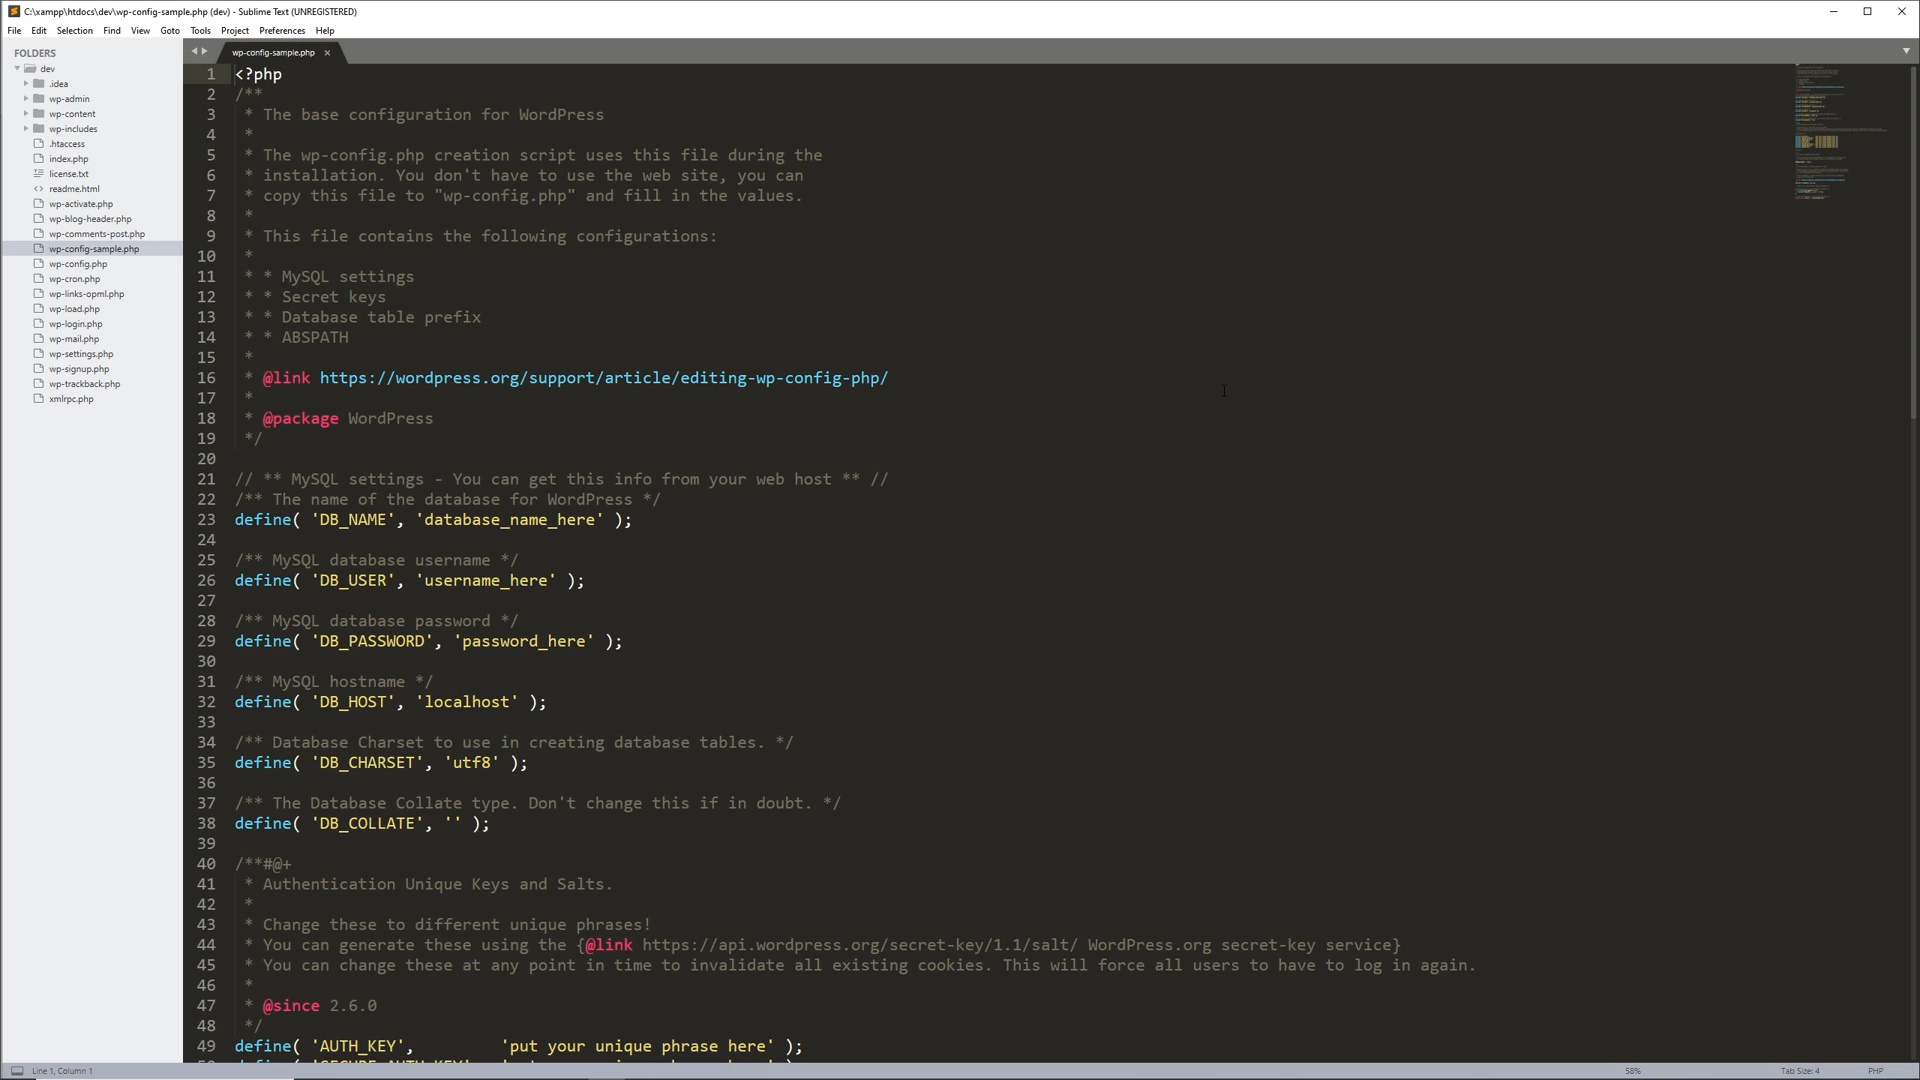 C:\xampp\htdocs\dev\wp-config-sample.php (dev) - Sublime Text (UNREGISTERED)
File Edit Selection Find View Goto Tools Project Preferences Help
FOLDERS
dev
.idea
wp-admin
wp-content
wp-includes
.htaccess
index.php
license.txt
readme.html
wp-activate.php
wp-blog-header.php
wp-comments-post.php
wp-config-sample.php
wp-config.php
wp-cron.php
wp-links-opml.php
wp-load.php
wp-login.php
wp-mail.php
wp-settings.php
wp-signup.php
wp-trackback.php
xmlrpc.php
wp-config-sample.php
1 <?php
2 /**
3  * The base configuration for WordPress
4  *
5  * The wp-config.php creation script uses this file during the
6  * installation. You don't have to use the web site, you can
7  * copy this file to "wp-config.php" and fill in the values.
8  *
9  * This file contains the following configurations:
10  *
11  * * MySQL settings
12  * * Secret keys
13  * * Database table prefix
14  * * ABSPATH
15  *
16  * @link https://wordpress.org/support/article/editing-wp-config-php/
17  *
18  * @package WordPress
19  */
20
21 // ** MySQL settings - You can get this info from your web host ** //
22 /** The name of the database for WordPress */
23 define( 'DB_NAME', 'database_name_here' );
24
25 /** MySQL database username */
26 define( 'DB_USER', 'username_here' );
27
28 /** MySQL database password */
29 define( 'DB_PASSWORD', 'password_here' );
30
31 /** MySQL hostname */
32 define( 'DB_HOST', 'localhost' );
33
34 /** Database Charset to use in creating database tables. */
35 define( 'DB_CHARSET', 'utf8' );
36
37 /** The Database Collate type. Don't change this if in doubt. */
38 define( 'DB_COLLATE', '' );
39
40 /**#@+
41  * Authentication Unique Keys and Salts.
42  *
43  * Change these to different unique phrases!
44  * You can generate these using the {@link https://api.wordpress.org/secret-key/1.1/salt/ WordPress.org secret-key service}
45  * You can change these at any point in time to invalidate all existing cookies. This will force all users to have to log in again.
46  *
47  * @since 2.6.0
48  */
49 define( 'AUTH_KEY',         'put your unique phrase here' );
Line 1, Column 1
58%
Tab Size: 4
PHP